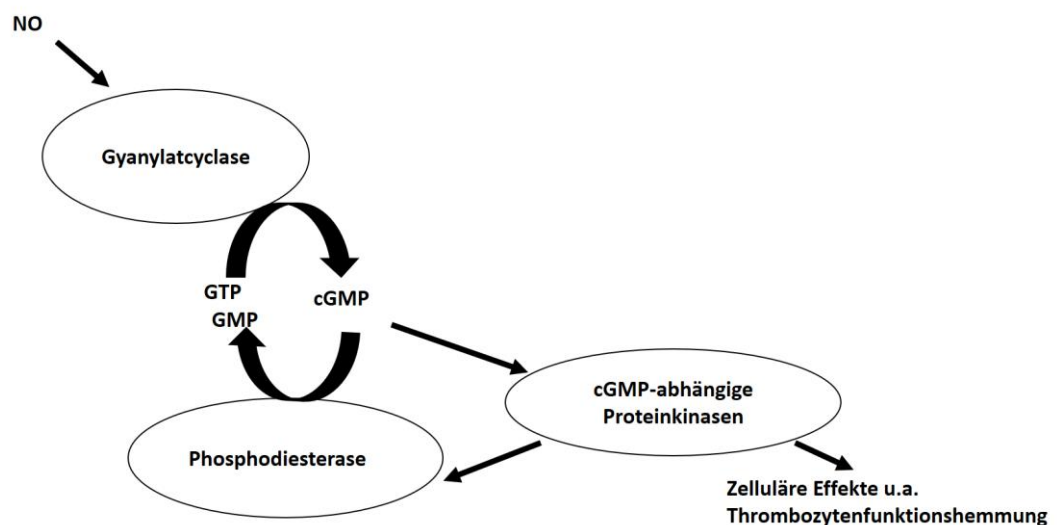 NO
Gyanylatcyclase
GTP
cGMP
GMP
cGMP-abhängige
Proteinkinasen
Phosphodiesterase
Zelluläre Effekte u.a.
Thrombozytenfunktionshemmung